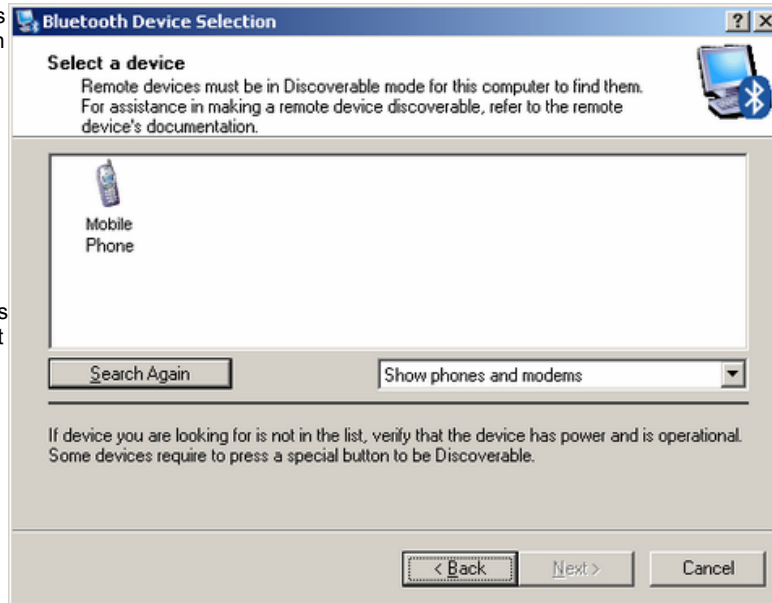 s
n
Bluetooth Device Selection
Select a device
Remote devices must be in Discoverable mode for this computer to find them.
For assistance in making a remote device discoverable, refer to the remote
device's documentation.
Mobile
Phone
s
t
Search Again
Show phones and modems
If device you are looking for is not in the list, verify that the device has power and is operational.
Some devices require to press a special button to be Discoverable.
< Back
Next >
Cancel